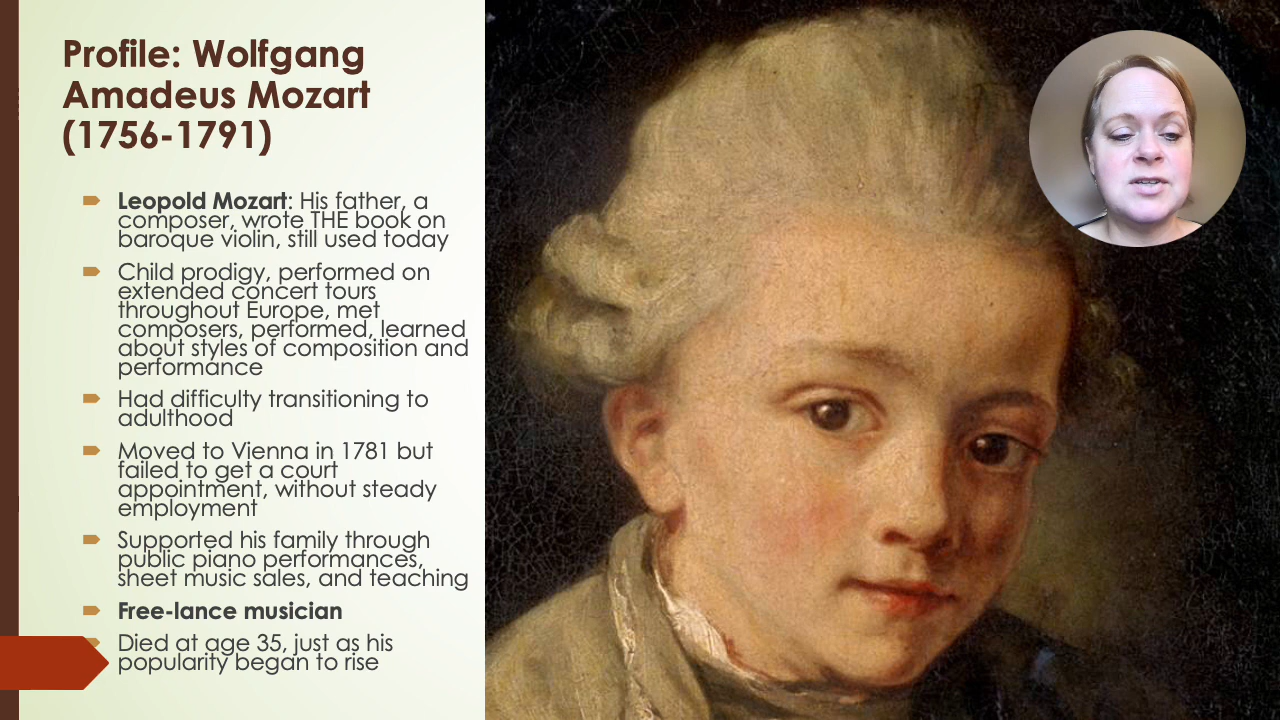 Profile: Wolfgang
Amadeus Mozart
(1756-1791)
Leopold Mozart: His father, a
composer, wrote THE book on
baroque violin, still used today
Child prodigy, performed on
extended concert tours
throughout Europe, met
composers, performed, learned
about styles of composition and
performance
Had difficulty transitioning to
adulthood
Moved to Vienna in 1781 but
failed to get a court
appointment, without steady
employment
Supported his family through
public piano performances,
sheet music sales, and teaching
Free-lance musician
Died at age 35, just as his
popularity began to rise